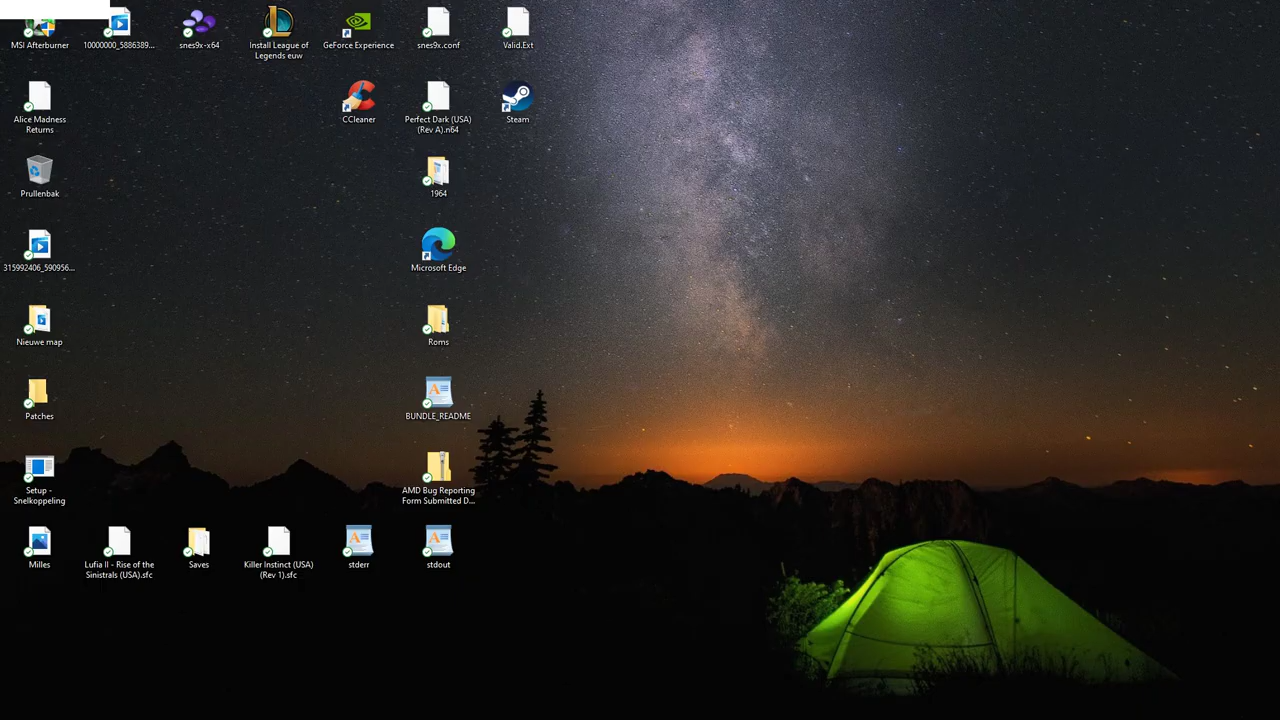 MSI Afterburner
10000000_5886389...
snes9x-x64
Install League of
Legends euw
GeForce Experience
snes9x.conf
Valid.Ext
Alice Madness
Returns
CCleaner
Perfect Dark (USA)
(Rev A).n64
Steam
Prullenbak
1964
315992406_590956...
Microsoft Edge
Nieuwe map
Roms
Patches
BUNDLE_README
Setup -
Snelkoppeling
AMD Bug Reporting
Form Submitted D...
Milles
Lufia II - Rise of the
Sinistrals (USA).sfc
Saves
Killer Instinct (USA)
(Rev 1).sfc
stderr
stdout